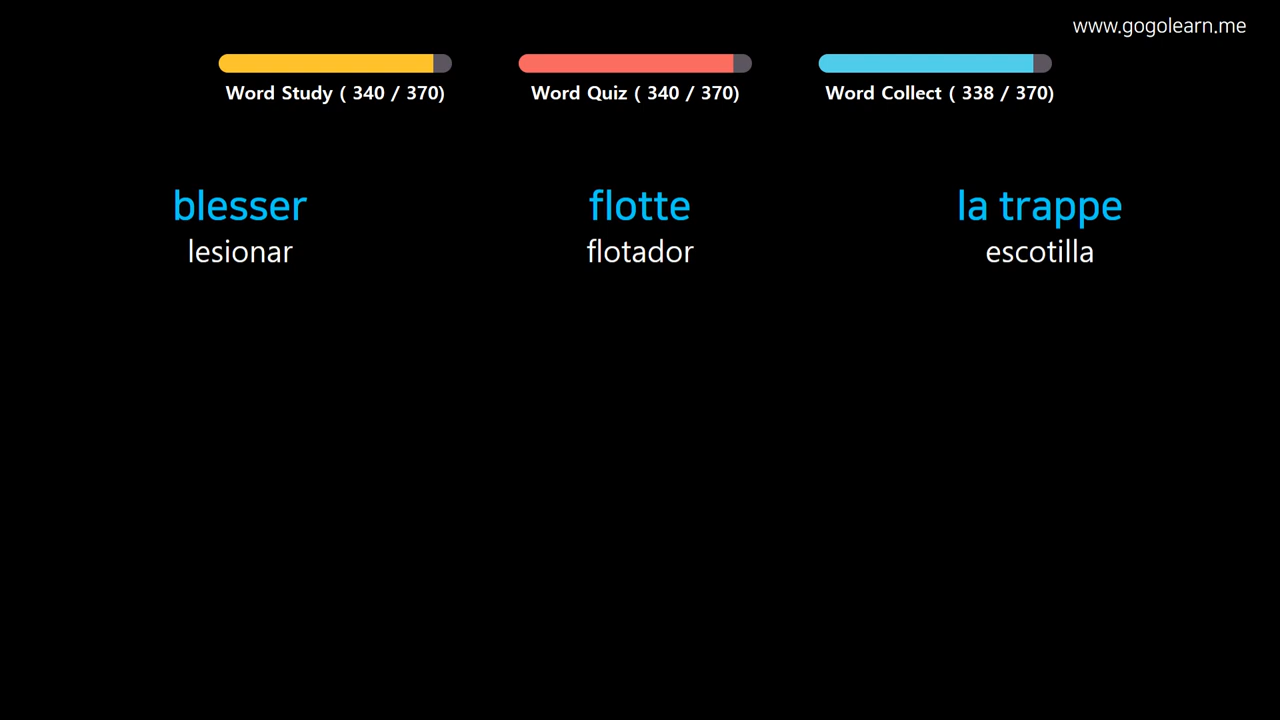 www.gogolearn.me
Word Study ( 340 / 370)
Word Quiz ( 340 / 370)
Word Collect ( 338 / 370)
blesser
lesionar
flotte
flotador
la trappe
escotilla